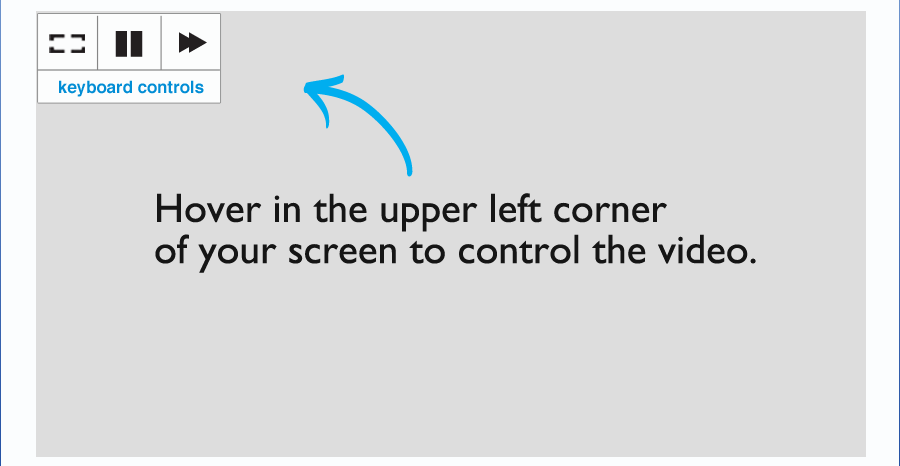 keyboard controls
Hover in the upper left corner
of your screen to control the video.